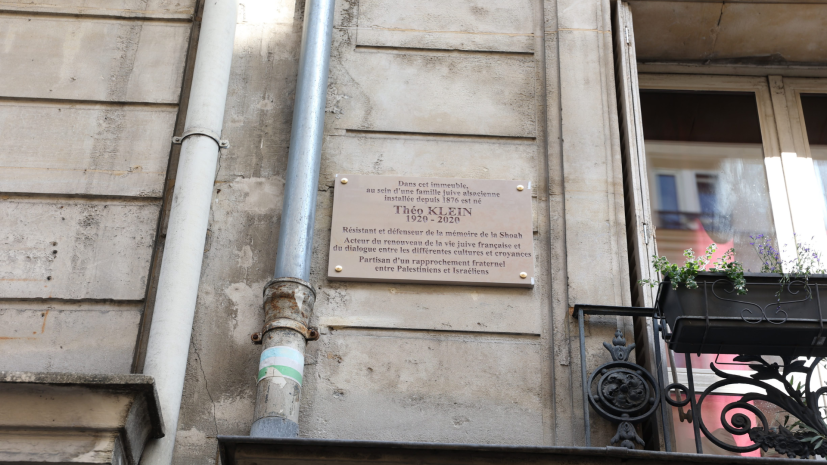 Dans cet immeuble,
au sein d'une famille juive alsacienne
installée depuis 1876 est né
Théo KLEIN
1920 - 2020
Résistant et défenseur de la mémoire de la Shoah
Acteur du renouveau de la vie juive française et
du dialogue entre les différentes cultures et croyances
Partisan d'un rapprochement fraternel
entre Palestiniens et Israéliens